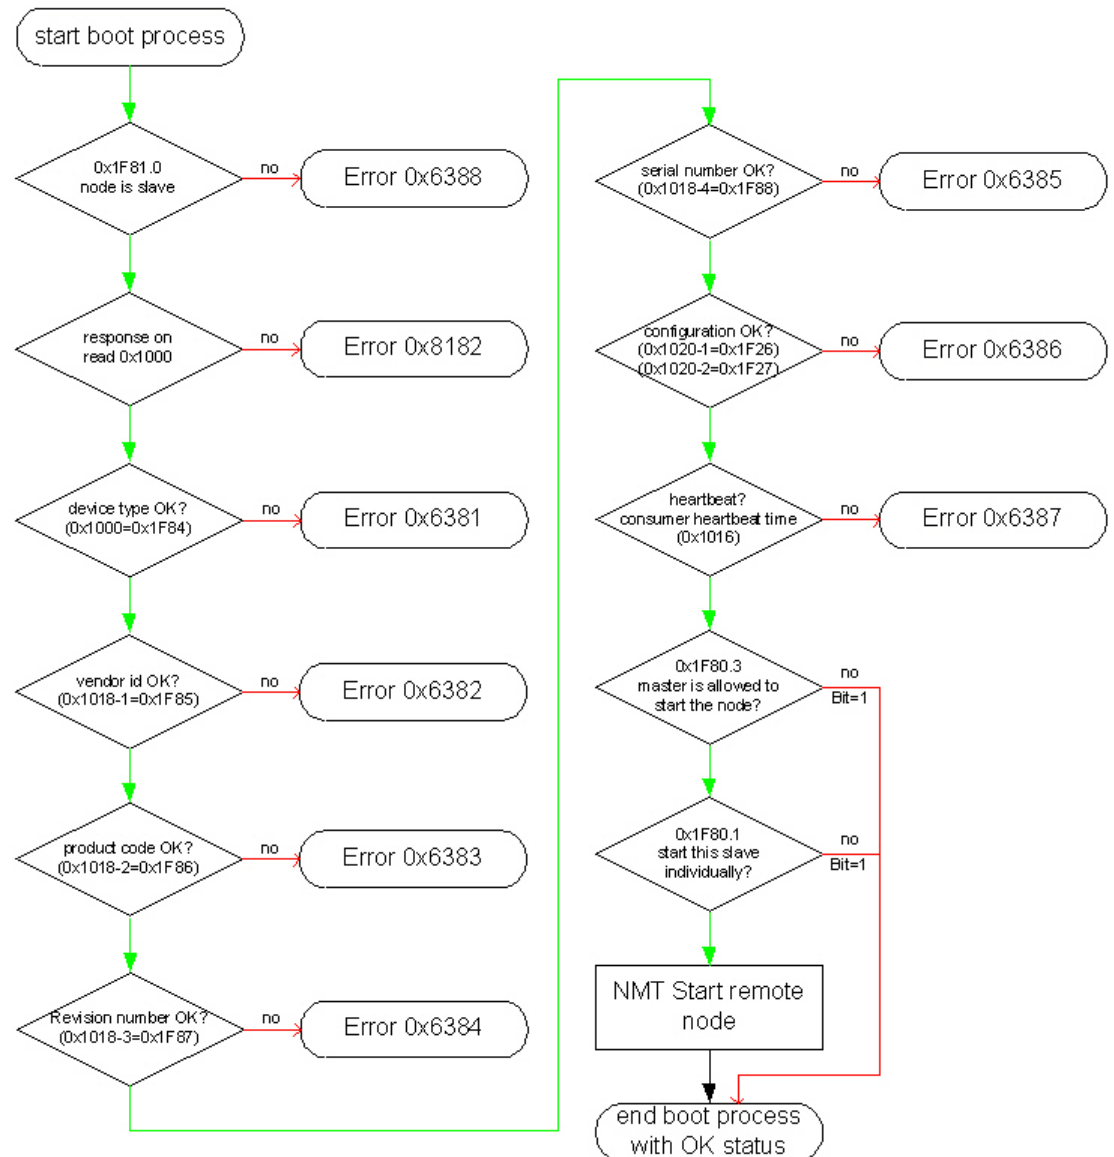 start boot process
0x1F81.0
node is slave
no
Error 0x6388
response on
read 0x1000
no
Error 0x8182
device type OK?
(0x1000=0x1F84)
no
Error 0x6381
vendor id OK?
(0x1018-1=0x1F85)
no
Error 0x6382
product code OK?
(0x1018-2=0x1F86)
no
Error 0x6383
Revision number OK?
(0x1018-3=0x1F87)
no
Error 0x6384
serial number OK?
(0x1018-4=0x1F88)
no
Error 0x6385
configuration OK?
(0x1020-1=0x1F26)
(0x1020-2=0x1F27)
no
Error 0x6386
heartbeat?
consumer heartbeat time
(0x1016)
no
Error 0x6387
0x1F80.3
master is allowed to
start the node?
no
Bit=1
0x1F80.1
start this slave
individually?
no
Bit=1
NMT Start remote
node
end boot process
with OK status